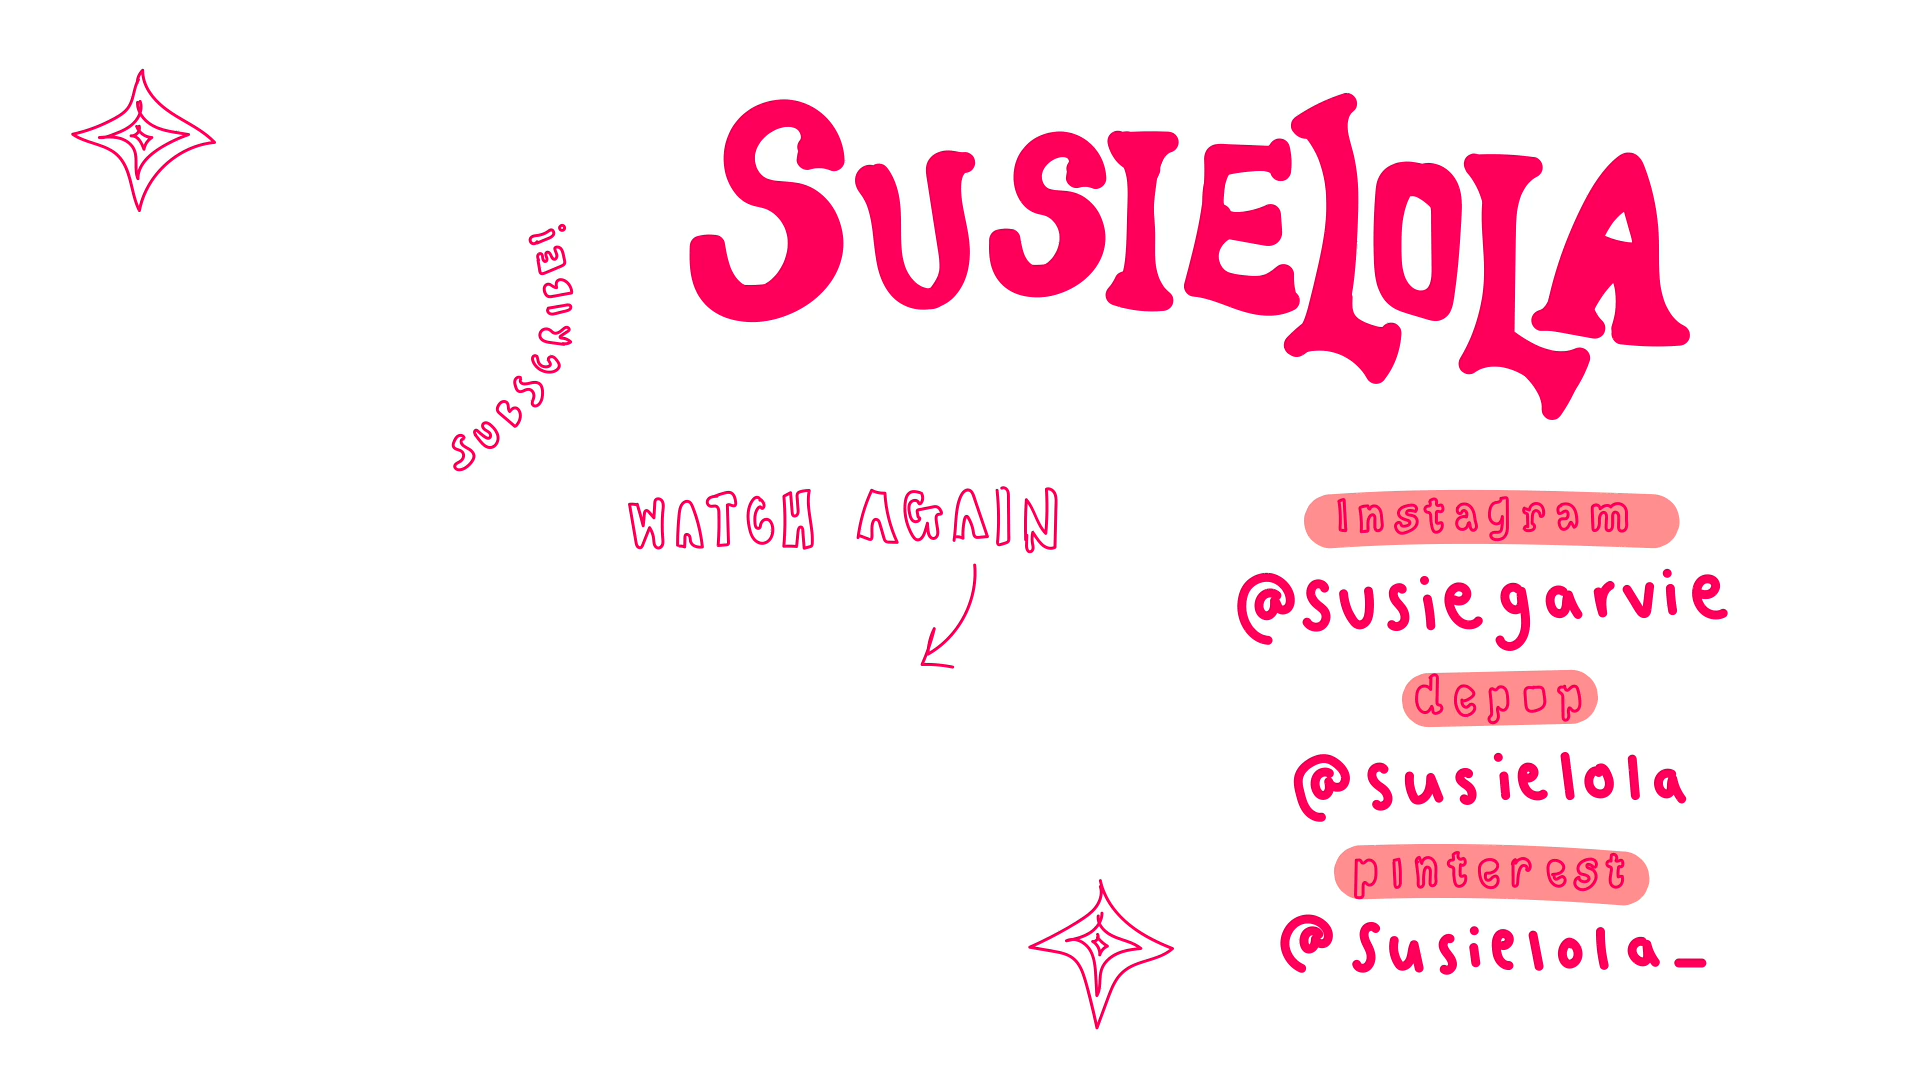 SUSIELOLA
SUBSCRIBE!
WATCH AGAIN
Instagram
@susiegarvie
depop
@susielola
pinterest
@susielola_